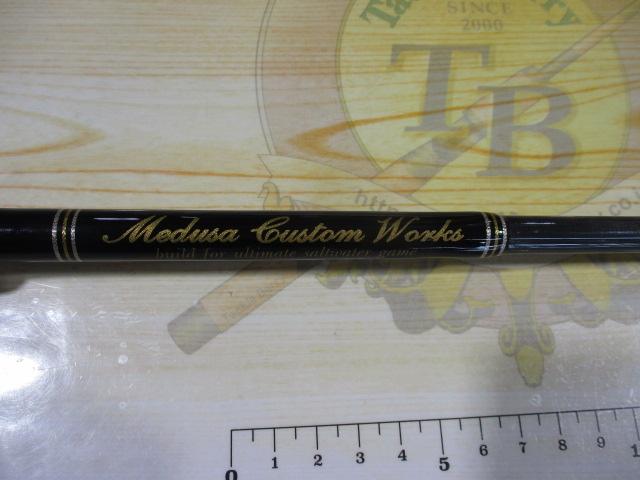 SINCE
2000
TB
Medusa Custom Works
build for ultimate saltwater game
0 1 2 3 4 5 6 7 8 9